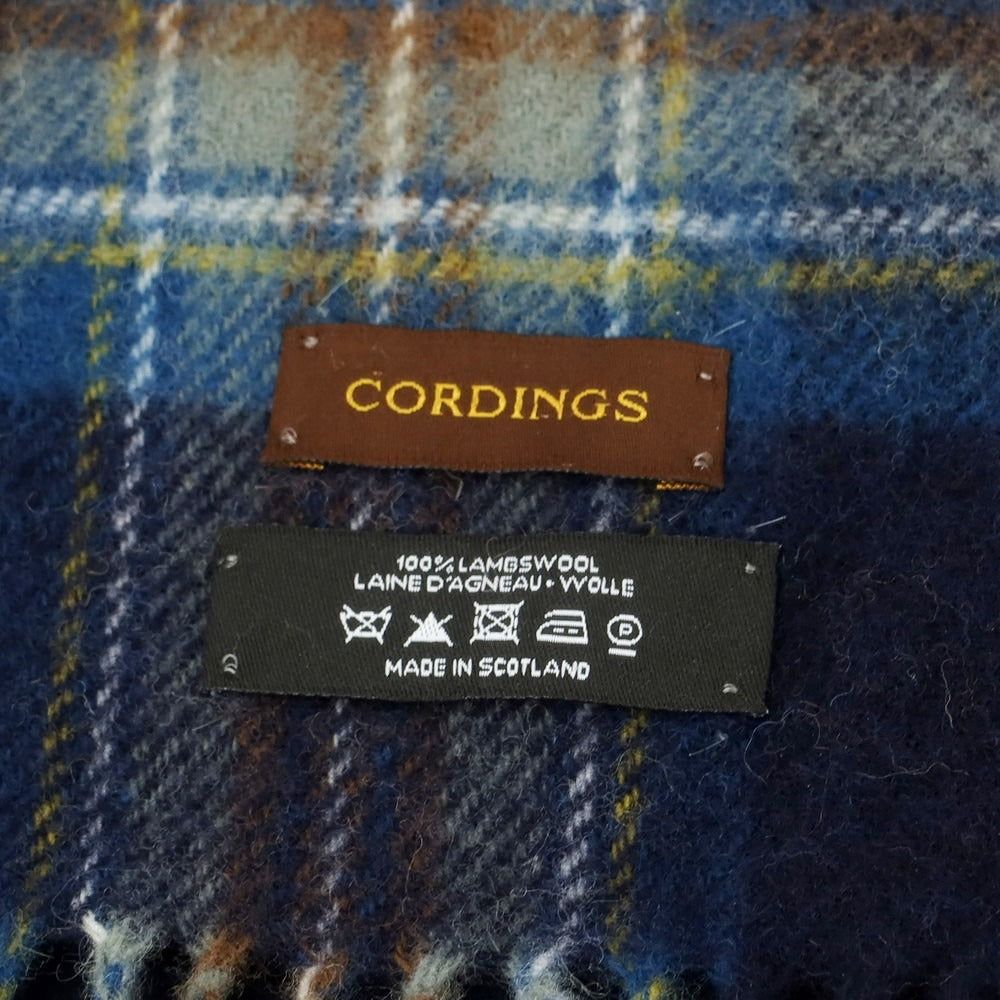 CORDINGS
100% LAMBSWOOL
LAINE D'AGNEAU • WOLLE
P
MADE IN SCOTLAND